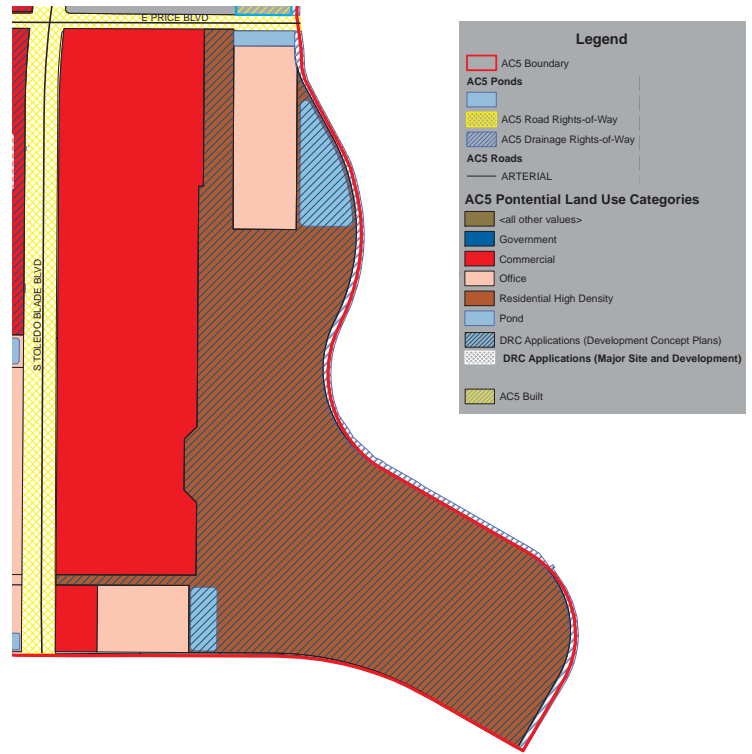 E PRICE BLVD
S TOLEDO BLADE BLVD
Legend
AC5 Boundary
AC5 Ponds
AC5 Road Rights-of-Way
AC5 Drainage Rights-of-Way
AC5 Roads
ARTERIAL
AC5 Pontential Land Use Categories
<all other values>
Government
Commercial
Office
Residential High Density
Pond
DRC Applications (Development Concept Plans)
DRC Applications (Major Site and Development)
AC5 Built